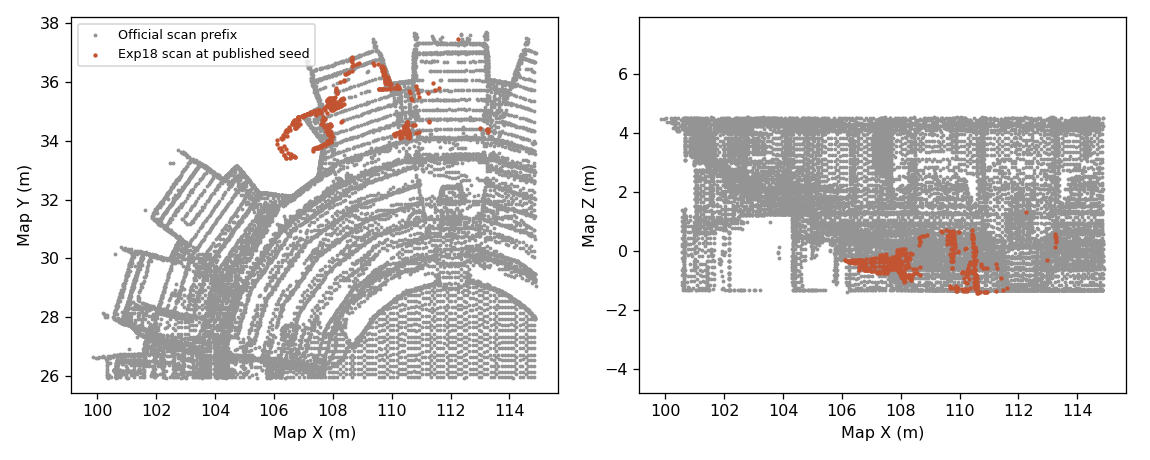 Official scan prefix
Exp18 scan at published seed
38
36
34
32
30
28
26
Map Y (m)
100 102 104 106 108 110 112 114
Map X (m)
6
4
2
0
−2
−4
Map Z (m)
100 102 104 106 108 110 112 114
Map X (m)